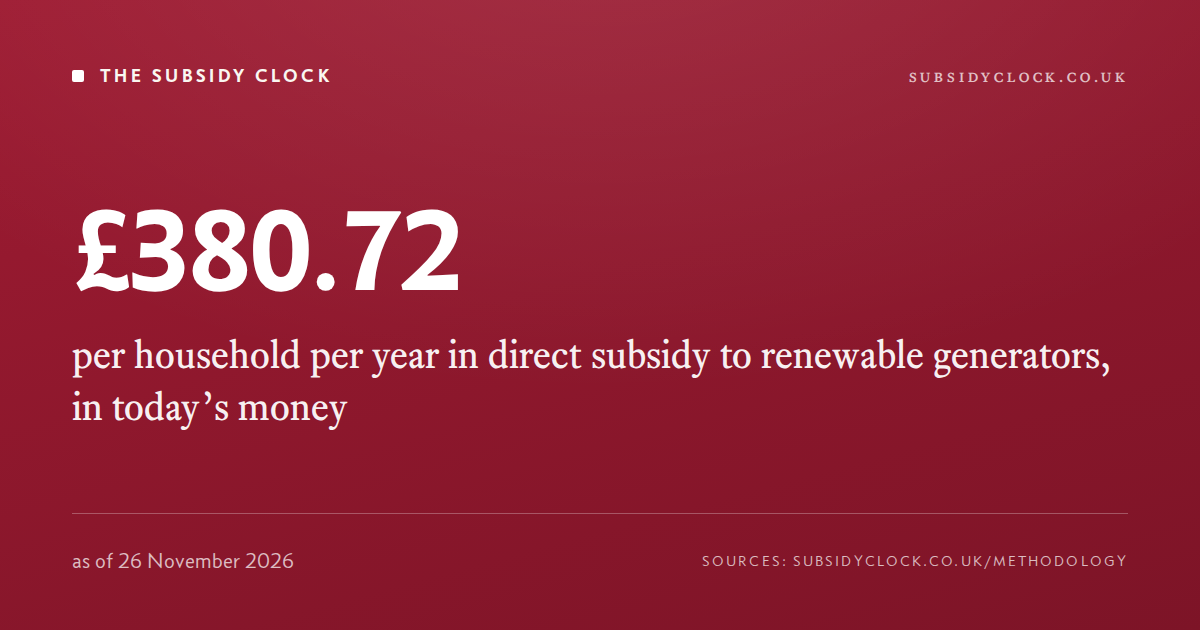 THE SUBSIDY CLOCK
SUBSIDYCLOCK.CO.UK
£380.72
per household per year in direct subsidy to renewable generators,
in today’s money
as of 26 November 2026
SOURCES: SUBSIDYCLOCK.CO.UK/METHODOLOGY